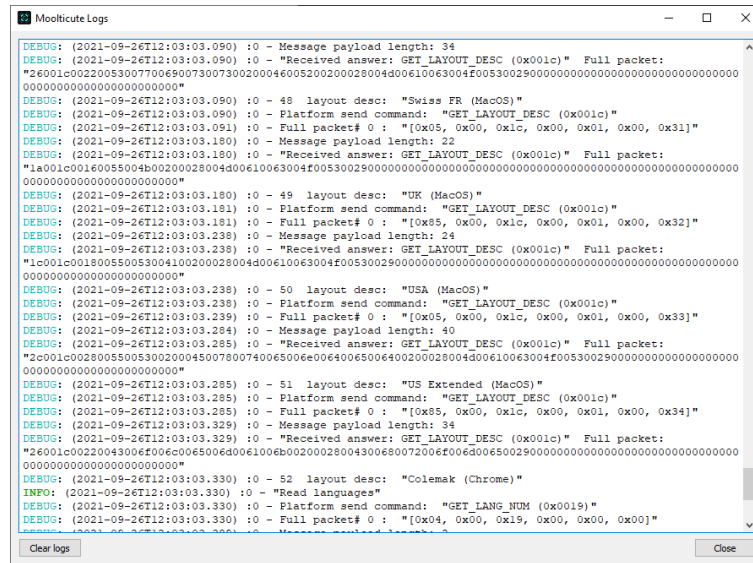 Moolticute Logs
DEBUG: (2021-09-26T12:03:03.090) :0 - Message payload length: 34
DEBUG: (2021-09-26T12:03:03.090) :0 - "Received answer: GET_LAYOUT_DESC (0x001c)"  Full packet:
DEBUG: (2021-09-26T12:03:03.090) :0 - 48  layout desc:  "Swiss FR (MacOS)"
DEBUG: (2021-09-26T12:03:03.090) :0 - Platform send command:  "GET_LAYOUT_DESC (0x001c)"
DEBUG: (2021-09-26T12:03:03.091) :0 - Full packet# 0 :  "[0x05, 0x00, 0x1c, 0x00, 0x01, 0x00, 0x31]"
DEBUG: (2021-09-26T12:03:03.180) :0 - Message payload length: 22
DEBUG: (2021-09-26T12:03:03.180) :0 - "Received answer: GET_LAYOUT_DESC (0x001c)"  Full packet:
DEBUG: (2021-09-26T12:03:03.180) :0 - 49  layout desc:  "UK (MacOS)"
DEBUG: (2021-09-26T12:03:03.181) :0 - Platform send command:  "GET_LAYOUT_DESC (0x001c)"
DEBUG: (2021-09-26T12:03:03.181) :0 - Full packet# 0 :  "[0x85, 0x00, 0x1c, 0x00, 0x01, 0x00, 0x32]"
DEBUG: (2021-09-26T12:03:03.238) :0 - Message payload length: 24
DEBUG: (2021-09-26T12:03:03.238) :0 - "Received answer: GET_LAYOUT_DESC (0x001c)"  Full packet:
DEBUG: (2021-09-26T12:03:03.238) :0 - 50  layout desc:  "USA (MacOS)"
DEBUG: (2021-09-26T12:03:03.238) :0 - Platform send command:  "GET_LAYOUT_DESC (0x001c)"
DEBUG: (2021-09-26T12:03:03.239) :0 - Full packet# 0 :  "[0x05, 0x00, 0x1c, 0x00, 0x01, 0x00, 0x33]"
DEBUG: (2021-09-26T12:03:03.284) :0 - Message payload length: 40
DEBUG: (2021-09-26T12:03:03.285) :0 - "Received answer: GET_LAYOUT_DESC (0x001c)"  Full packet:
DEBUG: (2021-09-26T12:03:03.285) :0 - 51  layout desc:  "US Extended (MacOS)"
DEBUG: (2021-09-26T12:03:03.285) :0 - Platform send command:  "GET_LAYOUT_DESC (0x001c)"
DEBUG: (2021-09-26T12:03:03.285) :0 - Full packet# 0 :  "[0x85, 0x00, 0x1c, 0x00, 0x01, 0x00, 0x34]"
DEBUG: (2021-09-26T12:03:03.329) :0 - Message payload length: 34
DEBUG: (2021-09-26T12:03:03.329) :0 - "Received answer: GET_LAYOUT_DESC (0x001c)"  Full packet:
DEBUG: (2021-09-26T12:03:03.330) :0 - 52  layout desc:  "Colemak (Chrome)"
INFO: (2021-09-26T12:03:03.330) :0 - "Read languages"
DEBUG: (2021-09-26T12:03:03.330) :0 - Platform send command:  "GET_LANG_NUM (0x0019)"
DEBUG: (2021-09-26T12:03:03.330) :0 - Full packet# 0 :  "[0x04, 0x00, 0x19, 0x00, 0x00, 0x00]"
Clear logs
Close